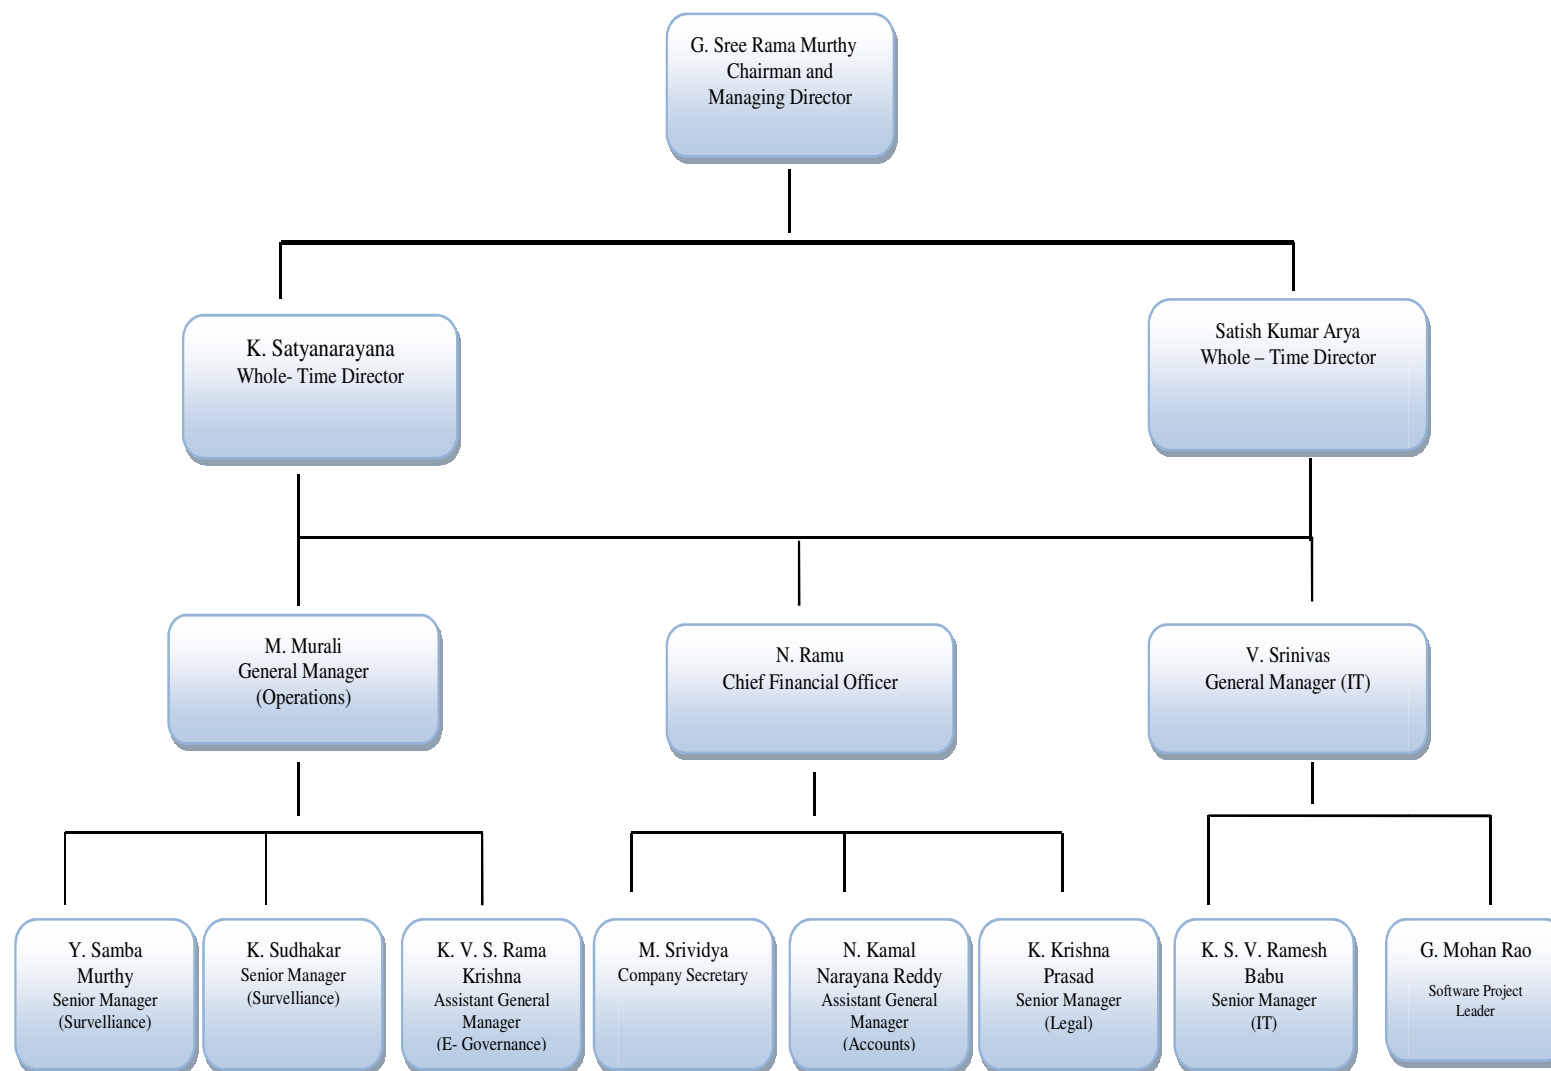 G. Sree Rama Murthy
Chairman and
Managing Director
K. Satyanarayana
Whole- Time Director
Satish Kumar Arya
Whole – Time Director
M. Murali
General Manager
(Operations)
N. Ramu
Chief Financial Officer
V. Srinivas
General Manager (IT)
Y. Samba
Murthy
Senior Manager
(Survelliance)
K. Sudhakar
Senior Manager
(Survelliance)
K. V. S. Rama
Krishna
Assistant General
Manager
(E- Governance)
M. Srividya
Company Secretary
N. Kamal
Narayana Reddy
Assistant General
Manager
(Accounts)
K. Krishna
Prasad
Senior Manager
(Legal)
K. S. V. Ramesh
Babu
Senior Manager
(IT)
G. Mohan Rao
Software Project
Leader